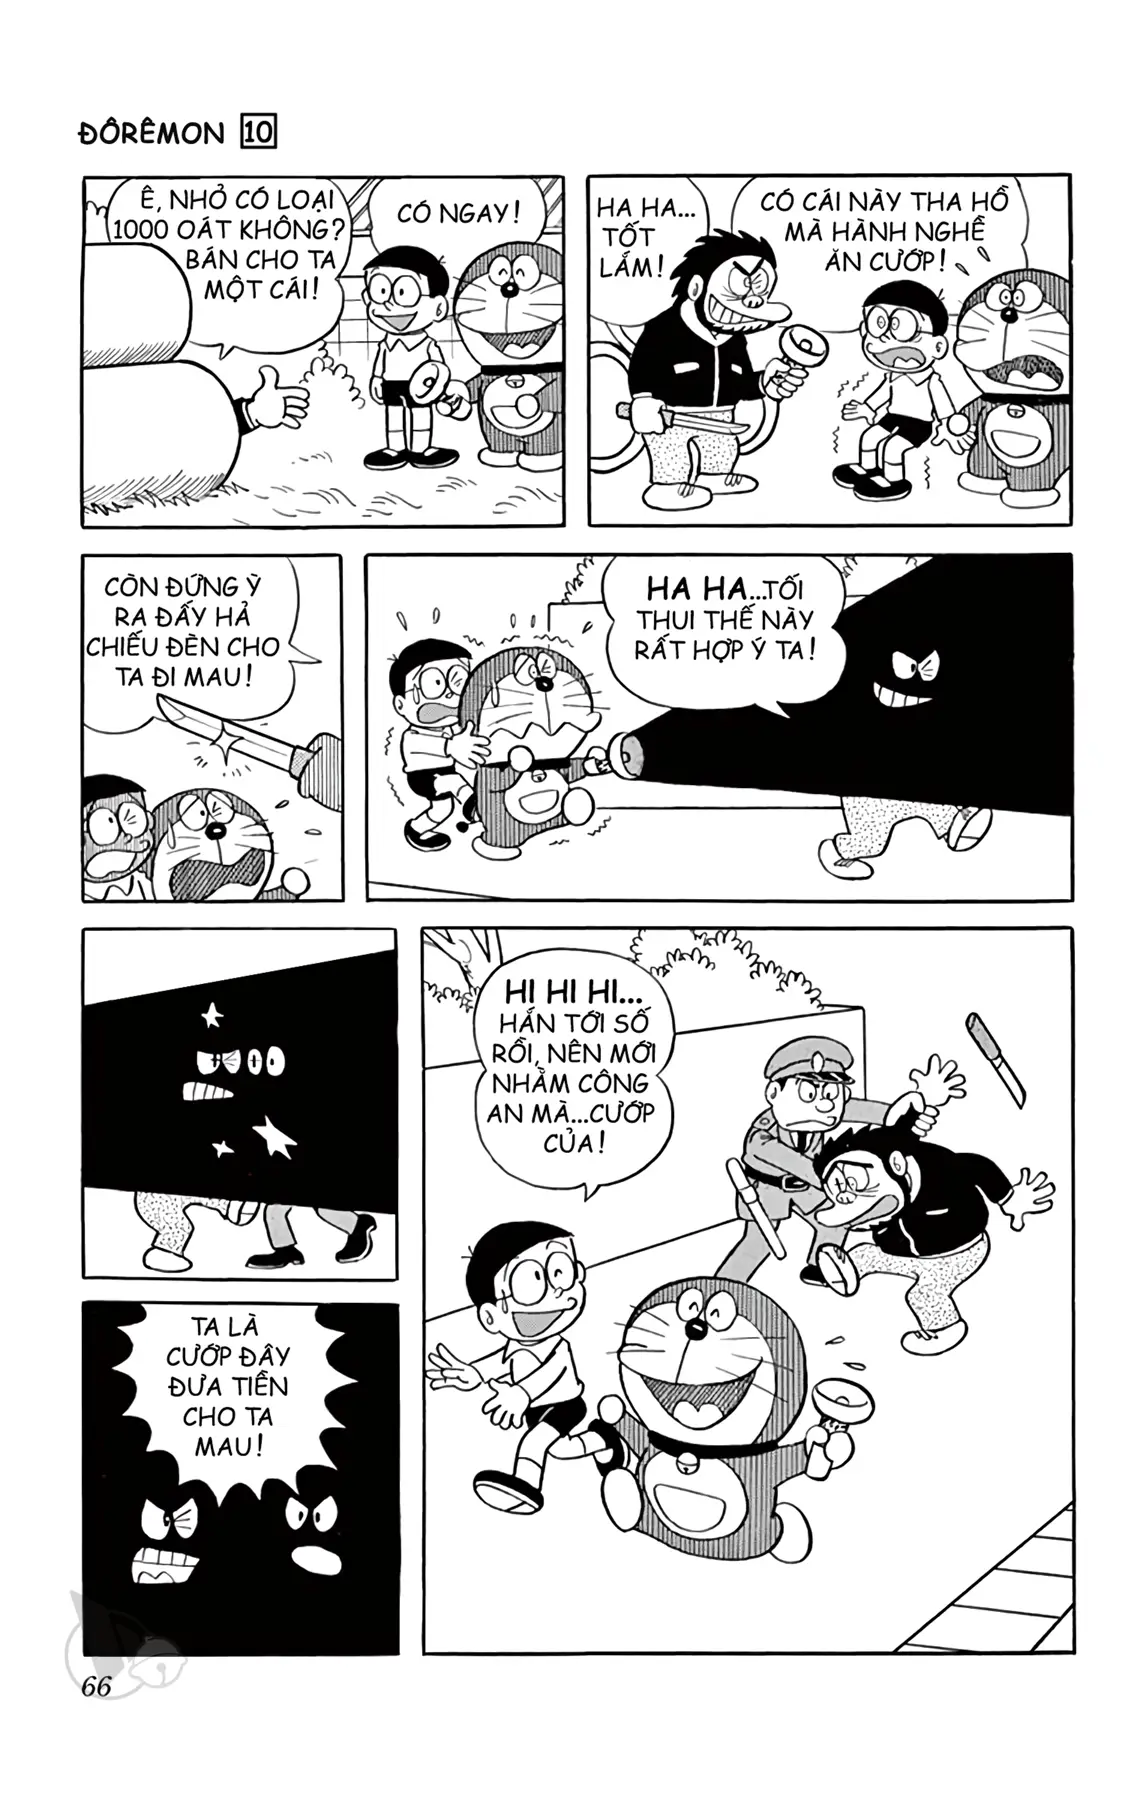 ĐÔRÊMON 10
Ê, NHỎ CÓ LOẠI
1000 OÁT KHÔNG?
BÁN CHO TA
MỘT CÁI!
CÓ NGAY!
HA HA...
TỐT
LẮM!
CÓ CÁI NÀY THA HỒ
MÀ HÀNH NGHỀ
ĂN CƯỚP!
CÒN ĐỨNG Ỳ
RA ĐẤY HẢ
CHIẾU ĐÈN CHO
TA ĐI MAU!
HA HA...TỐI
THUI THẾ NÀY
RẤT HỢP Ý TA!
TA LÀ
CƯỚP ĐÂY
ĐƯA TIỀN
CHO TA
MAU!
HI HI HI...
HẮN TỚI SỐ
RỒI, NÊN MỚI
NHẰM CÔNG
AN MÀ...CƯỚP
CỦA!
66